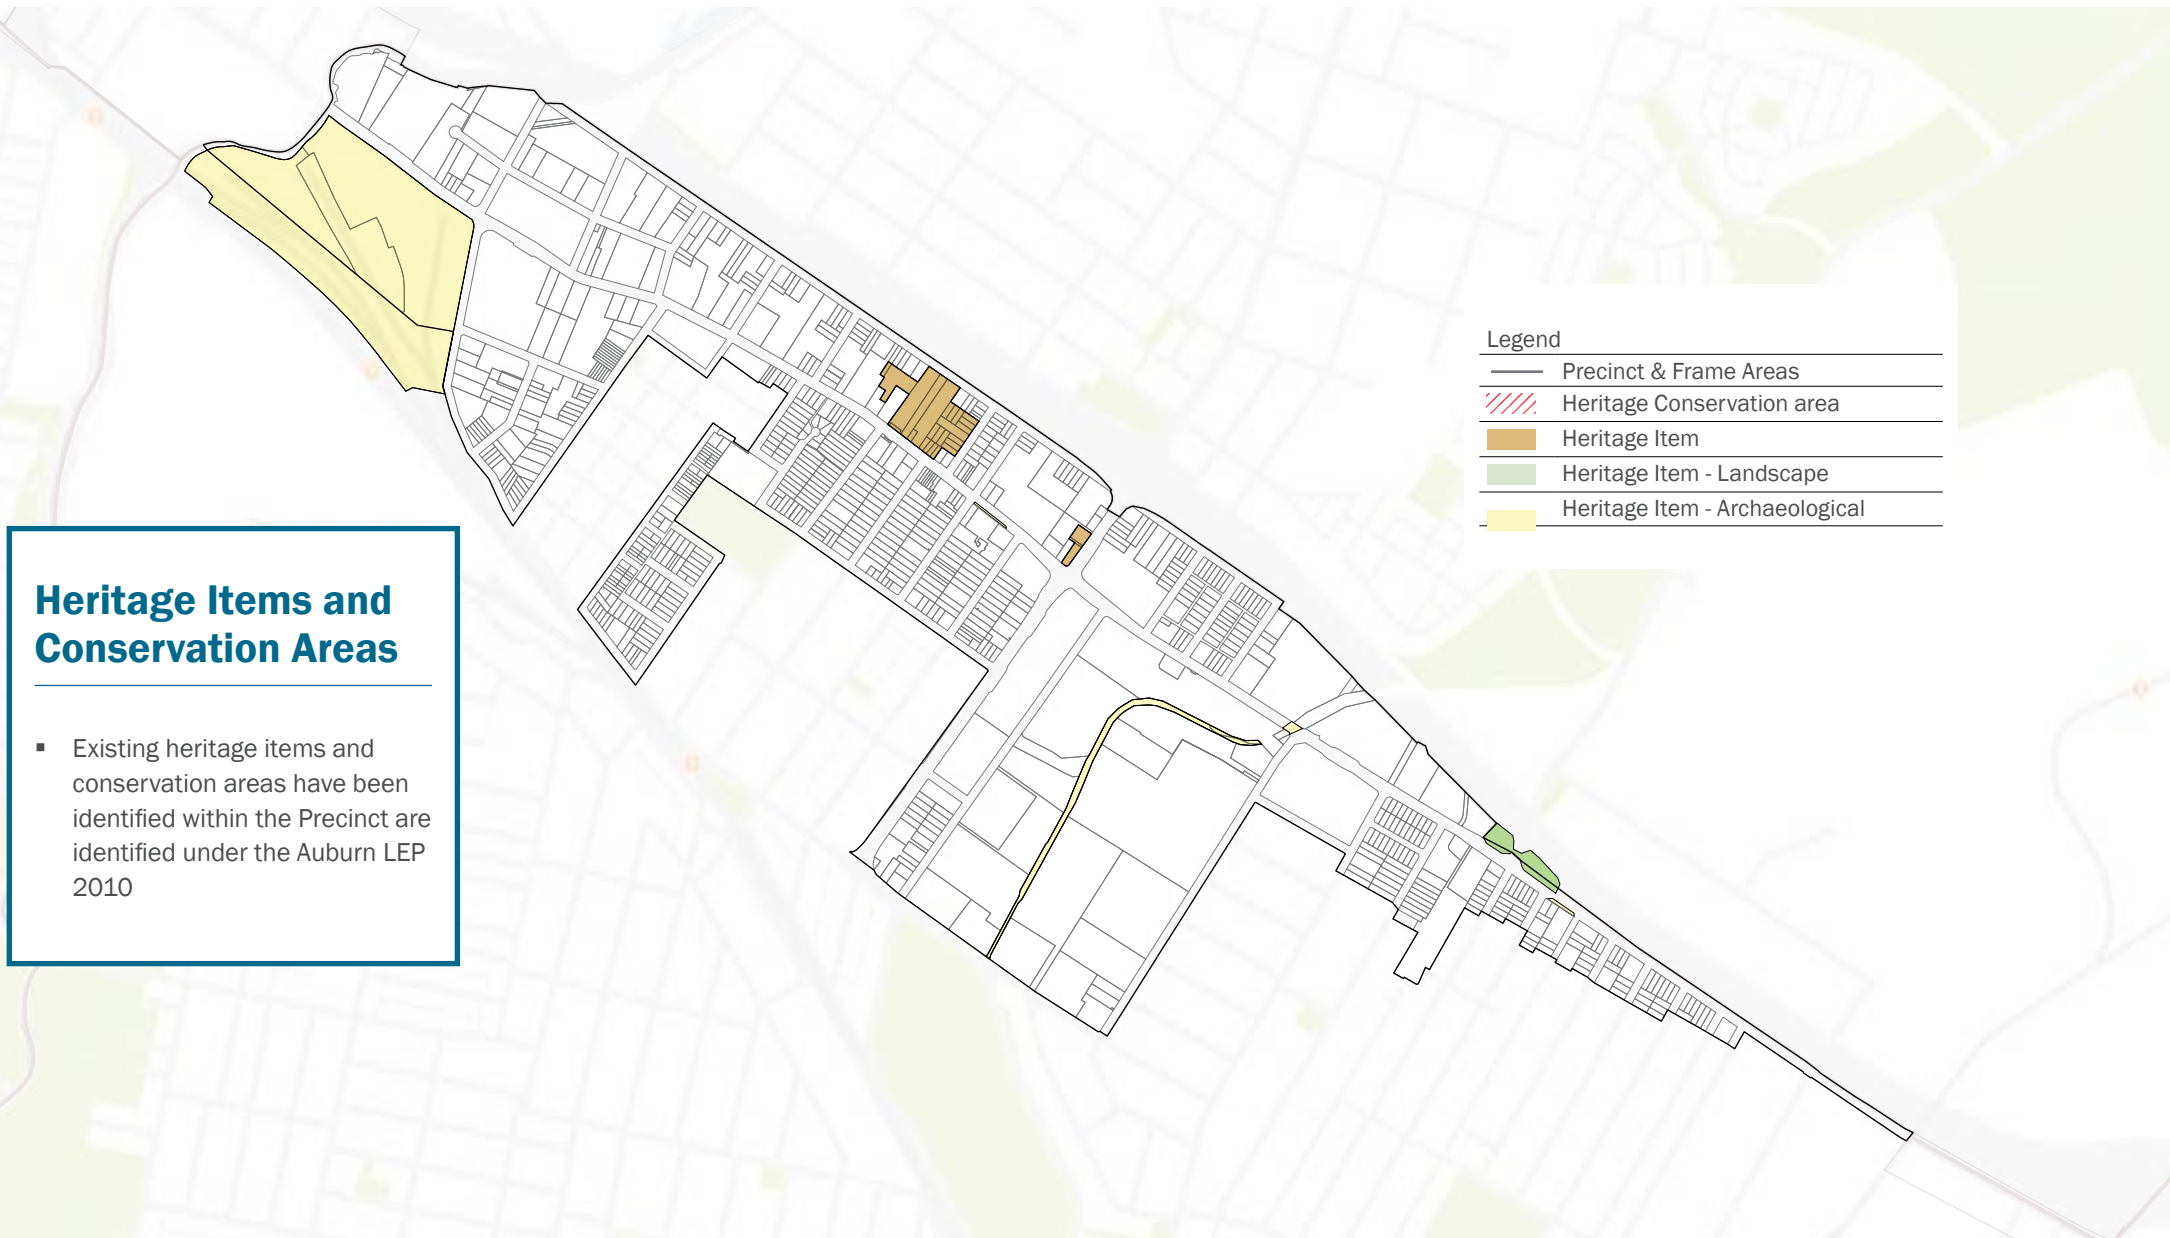 Legend
Precinct & Frame Areas
Heritage Conservation area
Heritage Item
Heritage Item - Landscape
Heritage Item - Archaeological
Heritage Items and
Conservation Areas
▪ Existing heritage items and
conservation areas have been
identified within the Precinct are
identified under the Auburn LEP
2010